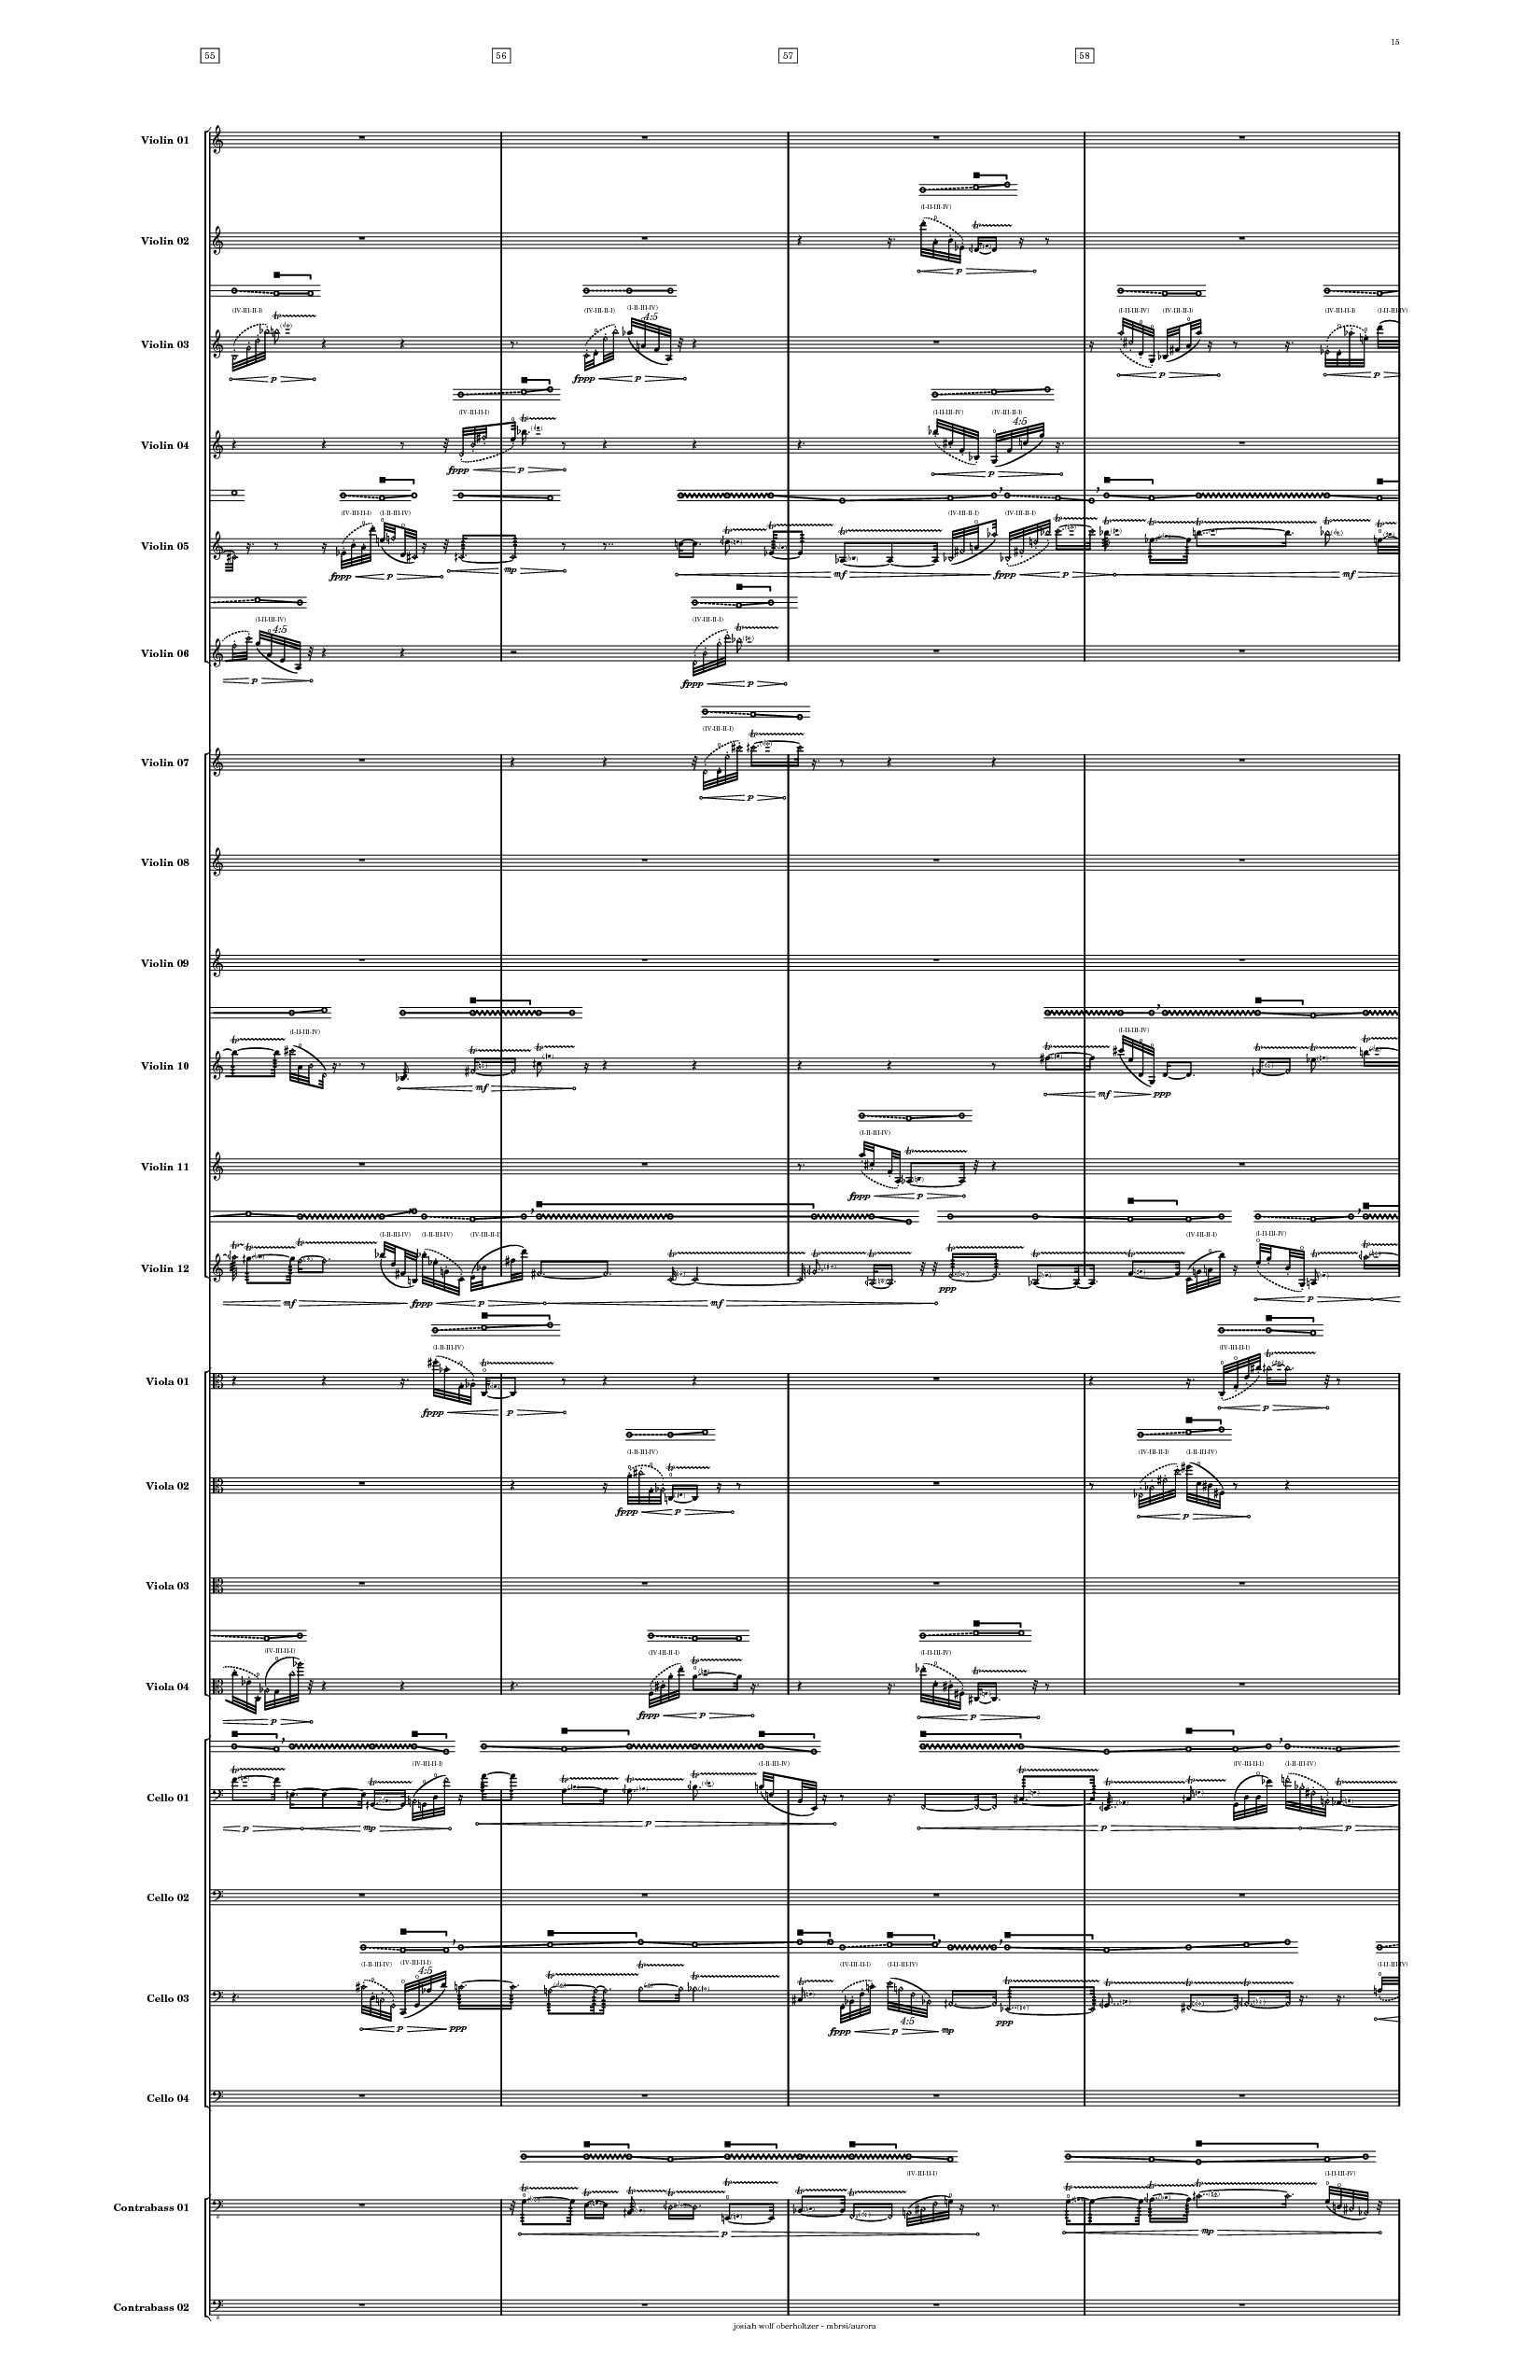 15
55 56 57 58
Violin 01
(I-II-III-IV)
Violin 02
p
(IV-III-II-I) (IV-III-II-I) (I-II-III-IV) (I-II-III-IV) (IV-III-II-I) (IV-III-II-I) (I-II-III-IV)
4:5
Violin 03
p fppp p p p
(IV-III-II-I) (I-II-III-IV) (IV-III-II-I)
4:5
Violin 04
fppp p p
(IV-III-II-I) (I-II-III-IV) (I-II-III-IV) (IV-III-II-I)
Violin 05
fppp p mp mf fppp p mf
(I-II-III-IV) (IV-III-II-I)
4:5
Violin 06
p fppp p
(IV-III-II-I)
Violin 07
p
Violin 08
Violin 09
(I-II-III-IV) (I-II-III-IV)
Violin 10
mf mf ppp
(I-II-III-IV)
Violin 11
fppp p
(I-II-III-IV) (I-II-III-IV) (IV-III-II-I) (IV-III-II-I) (I-II-III-IV)
Violin 12
mf fppp p mf ppp p
(I-II-III-IV) (IV-III-II-I)
Viola 01
fppp p p
(I-II-III-IV) (IV-III-II-I) (I-II-III-IV)
Viola 02
fppp p p
Viola 03
(IV-III-II-I) (IV-III-II-I) (I-II-III-IV)
Viola 04
p fppp p p
(IV-III-II-I) (I-II-III-IV) (IV-III-II-I) (I-II-III-IV)
Cello 01
p mp p p p
Cello 02
(I-II-III-IV) (IV-III-II-I) (IV-III-II-I) (I-II-III-IV) (I-II-III-IV)
4:5
Cello 03
4:5
p ppp fppp p mp ppp
Cello 04
(IV-III-II-I) (I-II-III-IV)
Contrabass 01
p mp
Contrabass 02
josiah wolf oberholtzer - mbrsi/aurora